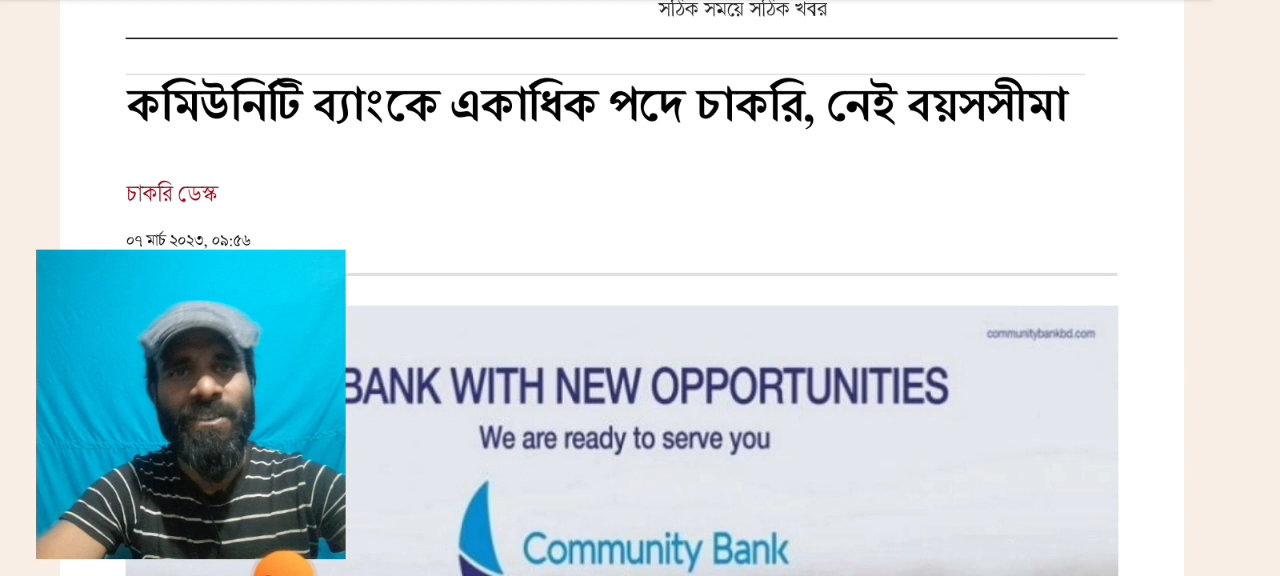 সঠিক সময়ে সঠিক খবর
কমিউনিটি ব্যাংকে একাধিক পদে চাকরি, নেই বয়সসীমা
চাকরি ডেস্ক
০৭ মার্চ ২০২৩, ০৯:৫৬
communitybankbd.com
BANK WITH NEW OPPORTUNITIES
We are ready to serve you
Community Bank